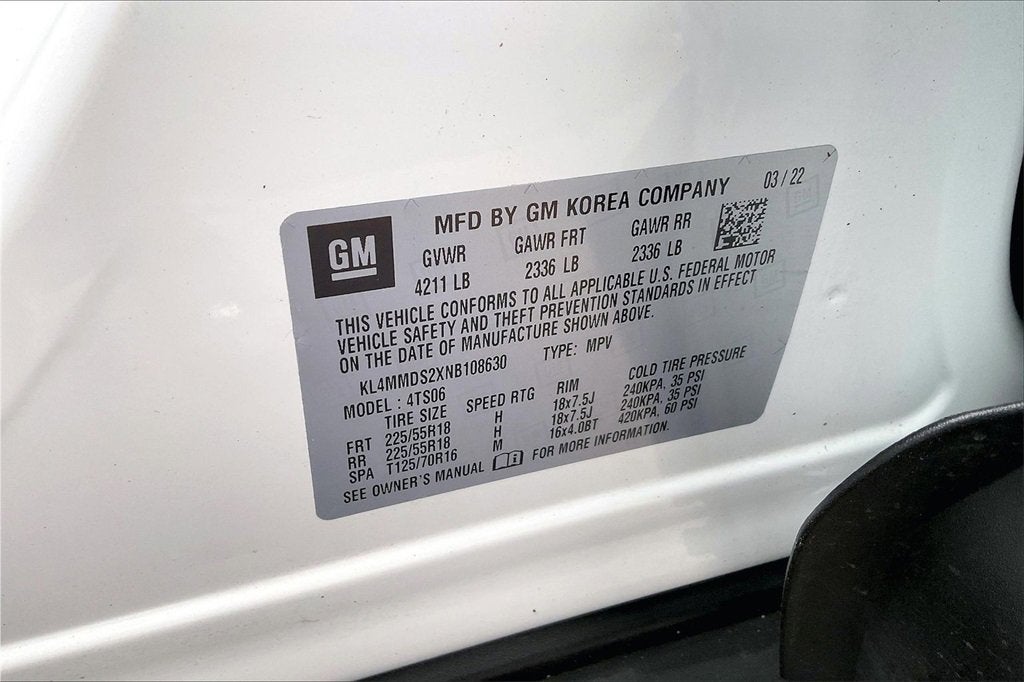 GM
MFD BY GM KOREA COMPANY 03 / 22
GVWR GAWR FRT GAWR RR
4211 LB 2336 LB 2336 LB
THIS VEHICLE CONFORMS TO ALL APPLICABLE U.S. FEDERAL MOTOR
VEHICLE SAFETY AND THEFT PREVENTION STANDARDS IN EFFECT
ON THE DATE OF MANUFACTURE SHOWN ABOVE.
KL4MMDS2XNB108630 TYPE: MPV
MODEL : 4TS06
TIRE SIZE SPEED RTG RIM COLD TIRE PRESSURE
FRT 225/55R18 H 18x7.5J 240KPA, 35 PSI
RR 225/55R18 H 18x7.5J 240KPA, 35 PSI
SPA T125/70R16 M 16x4.0BT 420KPA, 60 PSI
SEE OWNER'S MANUAL FOR MORE INFORMATION.